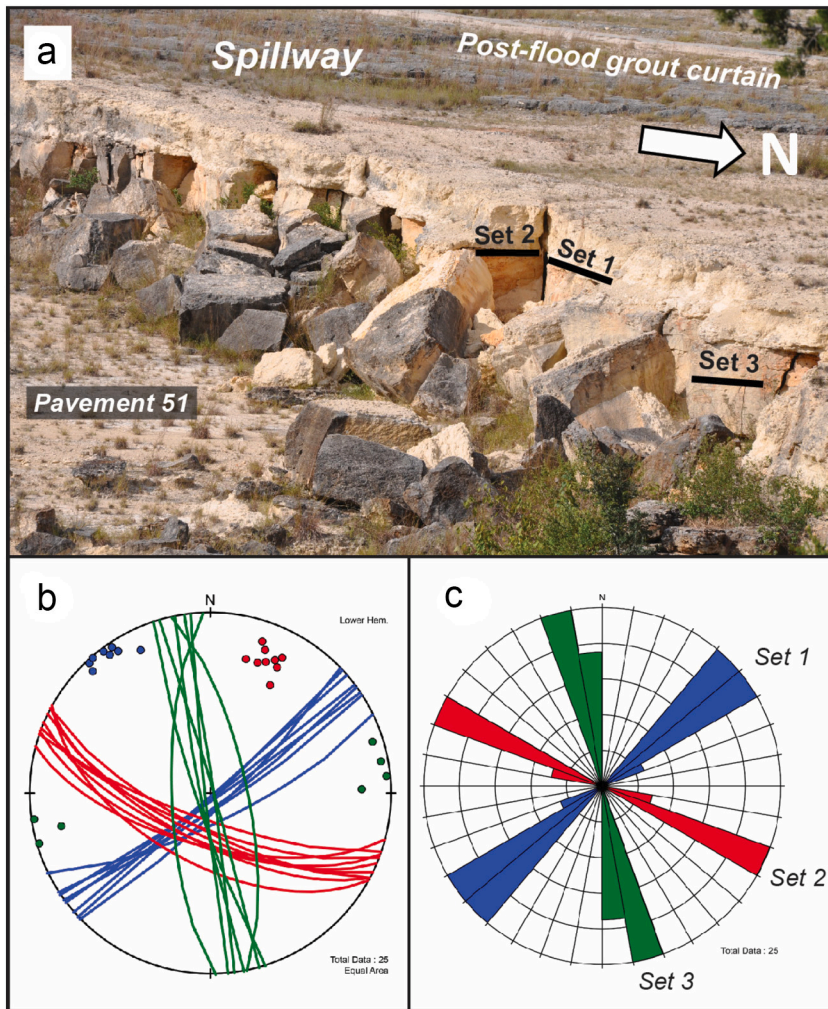 a
Spillway
Post-flood grout curtain
N
Set 2
Set 1
Set 3
Pavement 51
b
N
Lower Hem.
Total Data : 25
Equal Area
c
N
Set 1
Set 2
Total Data : 25
Set 3